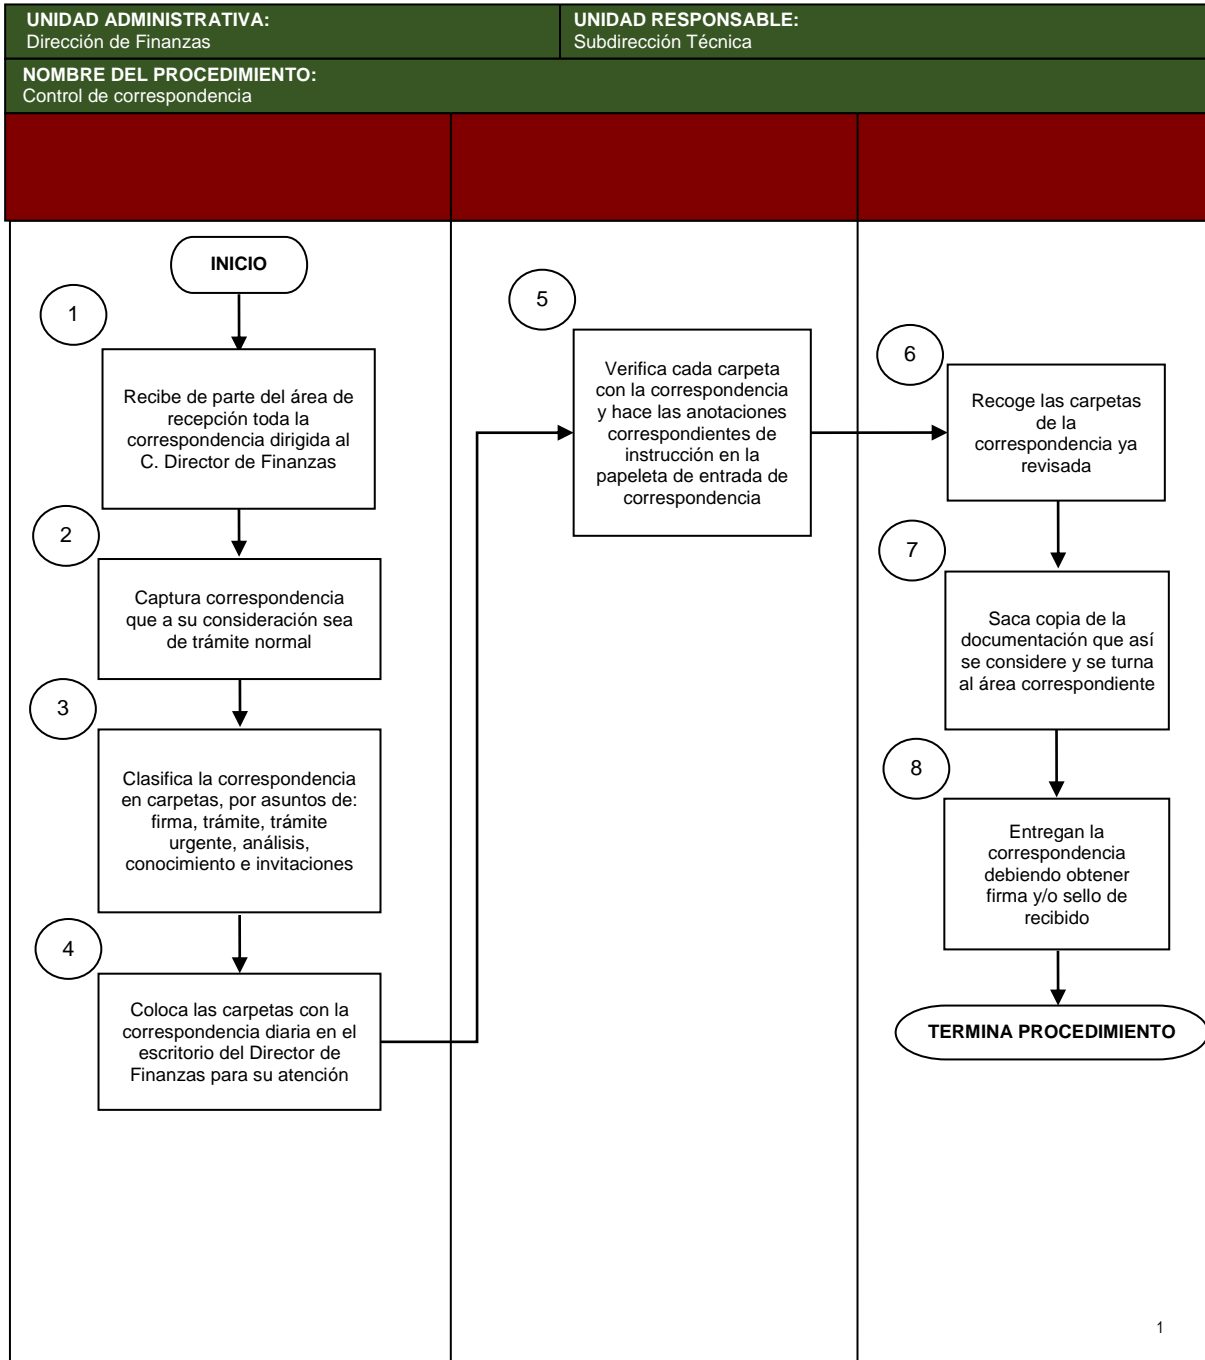 UNIDAD ADMINISTRATIVA:
Dirección de Finanzas
UNIDAD RESPONSABLE:
Subdirección Técnica
NOMBRE DEL PROCEDIMIENTO:
Control de correspondencia
INICIO
1
Recibe de parte del área de
recepción toda la
correspondencia dirigida al
C. Director de Finanzas
2
Captura correspondencia
que a su consideración sea
de trámite normal
3
Clasifica la correspondencia
en carpetas, por asuntos de:
firma, trámite, trámite
urgente, análisis,
conocimiento e invitaciones
4
Coloca las carpetas con la
correspondencia diaria en el
escritorio del Director de
Finanzas para su atención
5
Verifica cada carpeta
con la correspondencia
y hace las anotaciones
correspondientes de
instrucción en la
papeleta de entrada de
correspondencia
6
Recoge las carpetas
de la
correspondencia ya
revisada
7
Saca copia de la
documentación que así
se considere y se turna
al área correspondiente
8
Entregan la
correspondencia
debiendo obtener
firma y/o sello de
recibido
TERMINA PROCEDIMIENTO
1